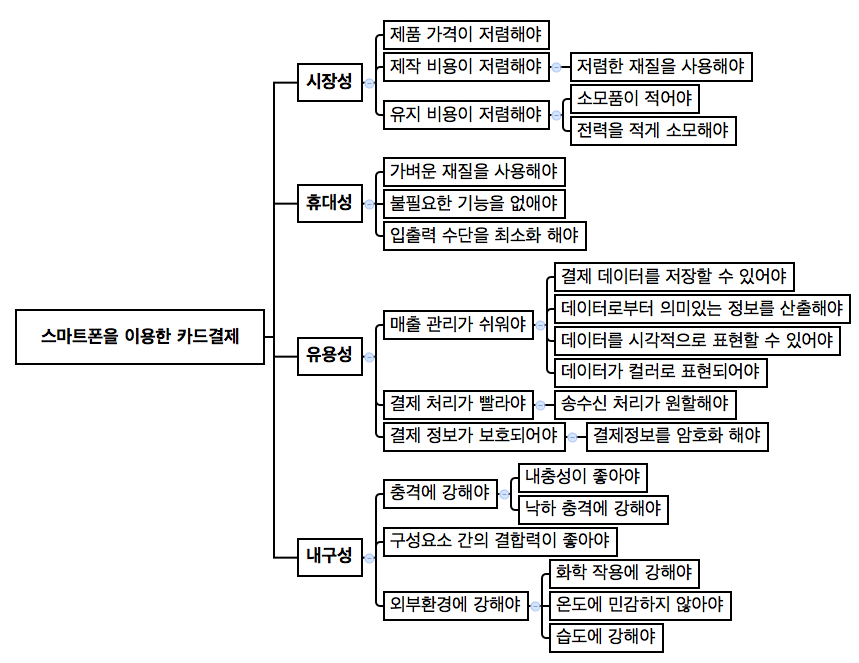 스마트폰을 이용한 카드결제
시장성
제품 가격이 저렴해야
제작 비용이 저렴해야
저렴한 재질을 사용해야
유지 비용이 저렴해야
소모품이 적어야
전력을 적게 소모해야
휴대성
가벼운 재질을 사용해야
불필요한 기능을 없애야
입출력 수단을 최소화 해야
유용성
매출 관리가 쉬워야
결제 데이터를 저장할 수 있어야
데이터로부터 의미있는 정보를 산출해야
데이터를 시각적으로 표현할 수 있어야
데이터가 컬러로 표현되어야
결제 처리가 빨라야
송수신 처리가 원할해야
결제 정보가 보호되어야
결제정보를 암호화 해야
내구성
충격에 강해야
내충성이 좋아야
낙하 충격에 강해야
구성요소 간의 결합력이 좋아야
외부환경에 강해야
화학 작용에 강해야
온도에 민감하지 않아야
습도에 강해야